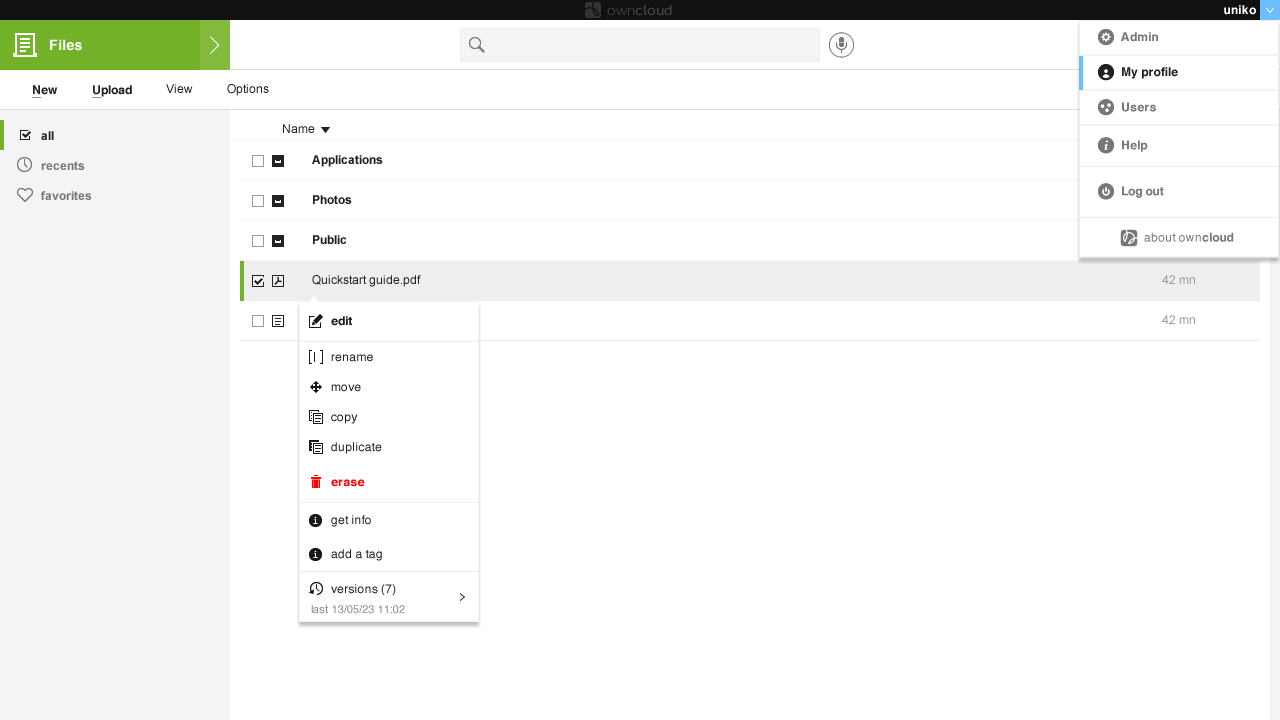 owncloud
uniko
Files
New Upload View Options
Admin
My profile
Users
Help
Log out
about owncloud
all
recents
favorites
Name
Applications
Photos
Public
Quickstart guide.pdf 42 mn
42 mn
edit
rename
move
copy
duplicate
erase
get info
add a tag
versions (7)
last 13/05/23 11:02